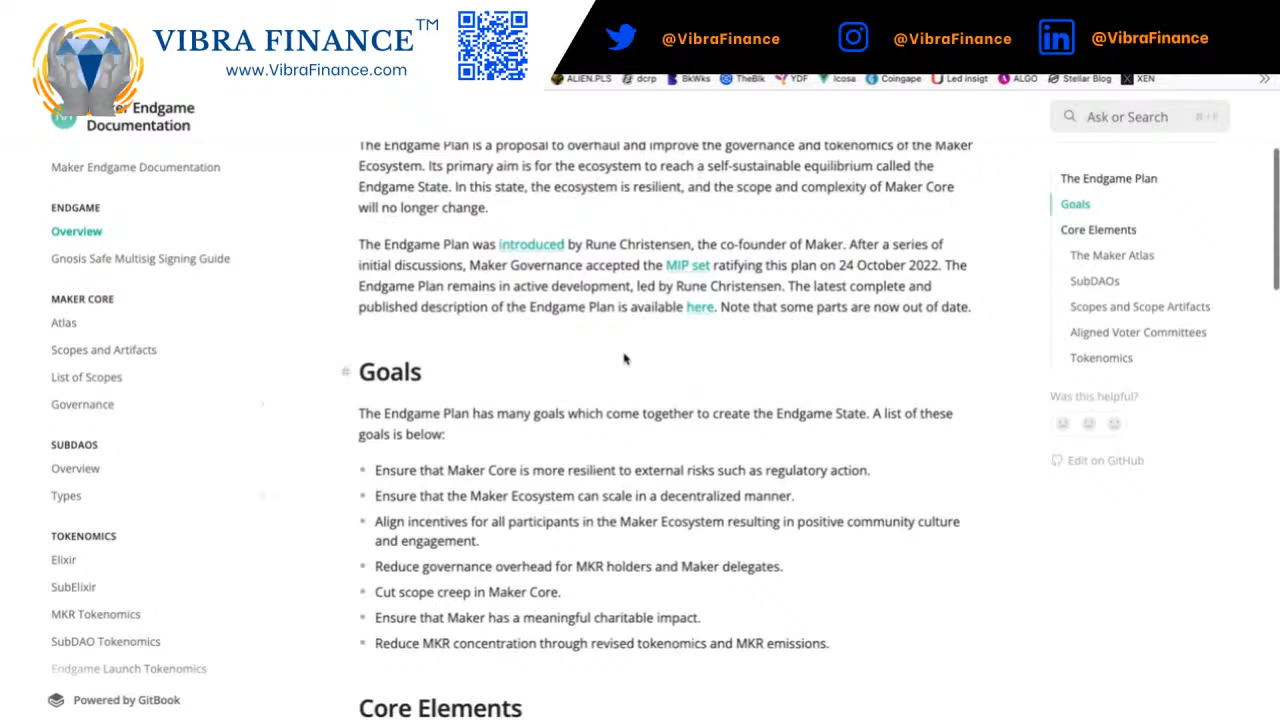 VIBRA FINANCE™
www.VibraFinance.com
@VibraFinance
@VibraFinance
@VibraFinance
ALIEN.PLS
dcrp
BkWks
TheBlk
YDF
Icosa
Coingape
Led insigt
ALGO
Stellar Blog
XEN
Maker Endgame
Documentation
Ask or Search
Maker Endgame Documentation
ENDGAME
Overview
Gnosis Safe Multisig Signing Guide
MAKER CORE
Atlas
Scopes and Artifacts
List of Scopes
Governance
SUBDAOS
Overview
Types
TOKENOMICS
Elixir
SubElixir
MKR Tokenomics
SubDAO Tokenomics
Endgame Launch Tokenomics
Powered by GitBook
The Endgame Plan is a proposal to overhaul and improve the governance and tokenomics of the Maker
Ecosystem. Its primary aim is for the ecosystem to reach a self-sustainable equilibrium called the
Endgame State. In this state, the ecosystem is resilient, and the scope and complexity of Maker Core
will no longer change.
The Endgame Plan was introduced by Rune Christensen, the co-founder of Maker. After a series of
initial discussions, Maker Governance accepted the MIP set ratifying this plan on 24 October 2022. The
Endgame Plan remains in active development, led by Rune Christensen. The latest complete and
published description of the Endgame Plan is available here. Note that some parts are now out of date.
# Goals
The Endgame Plan has many goals which come together to create the Endgame State. A list of these
goals is below:
Ensure that Maker Core is more resilient to external risks such as regulatory action.
Ensure that the Maker Ecosystem can scale in a decentralized manner.
Align incentives for all participants in the Maker Ecosystem resulting in positive community culture
and engagement.
Reduce governance overhead for MKR holders and Maker delegates.
Cut scope creep in Maker Core.
Ensure that Maker has a meaningful charitable impact.
Reduce MKR concentration through revised tokenomics and MKR emissions.
Core Elements
The Endgame Plan
Goals
Core Elements
The Maker Atlas
SubDAOs
Scopes and Scope Artifacts
Aligned Voter Committees
Tokenomics
Was this helpful?
Edit on GitHub